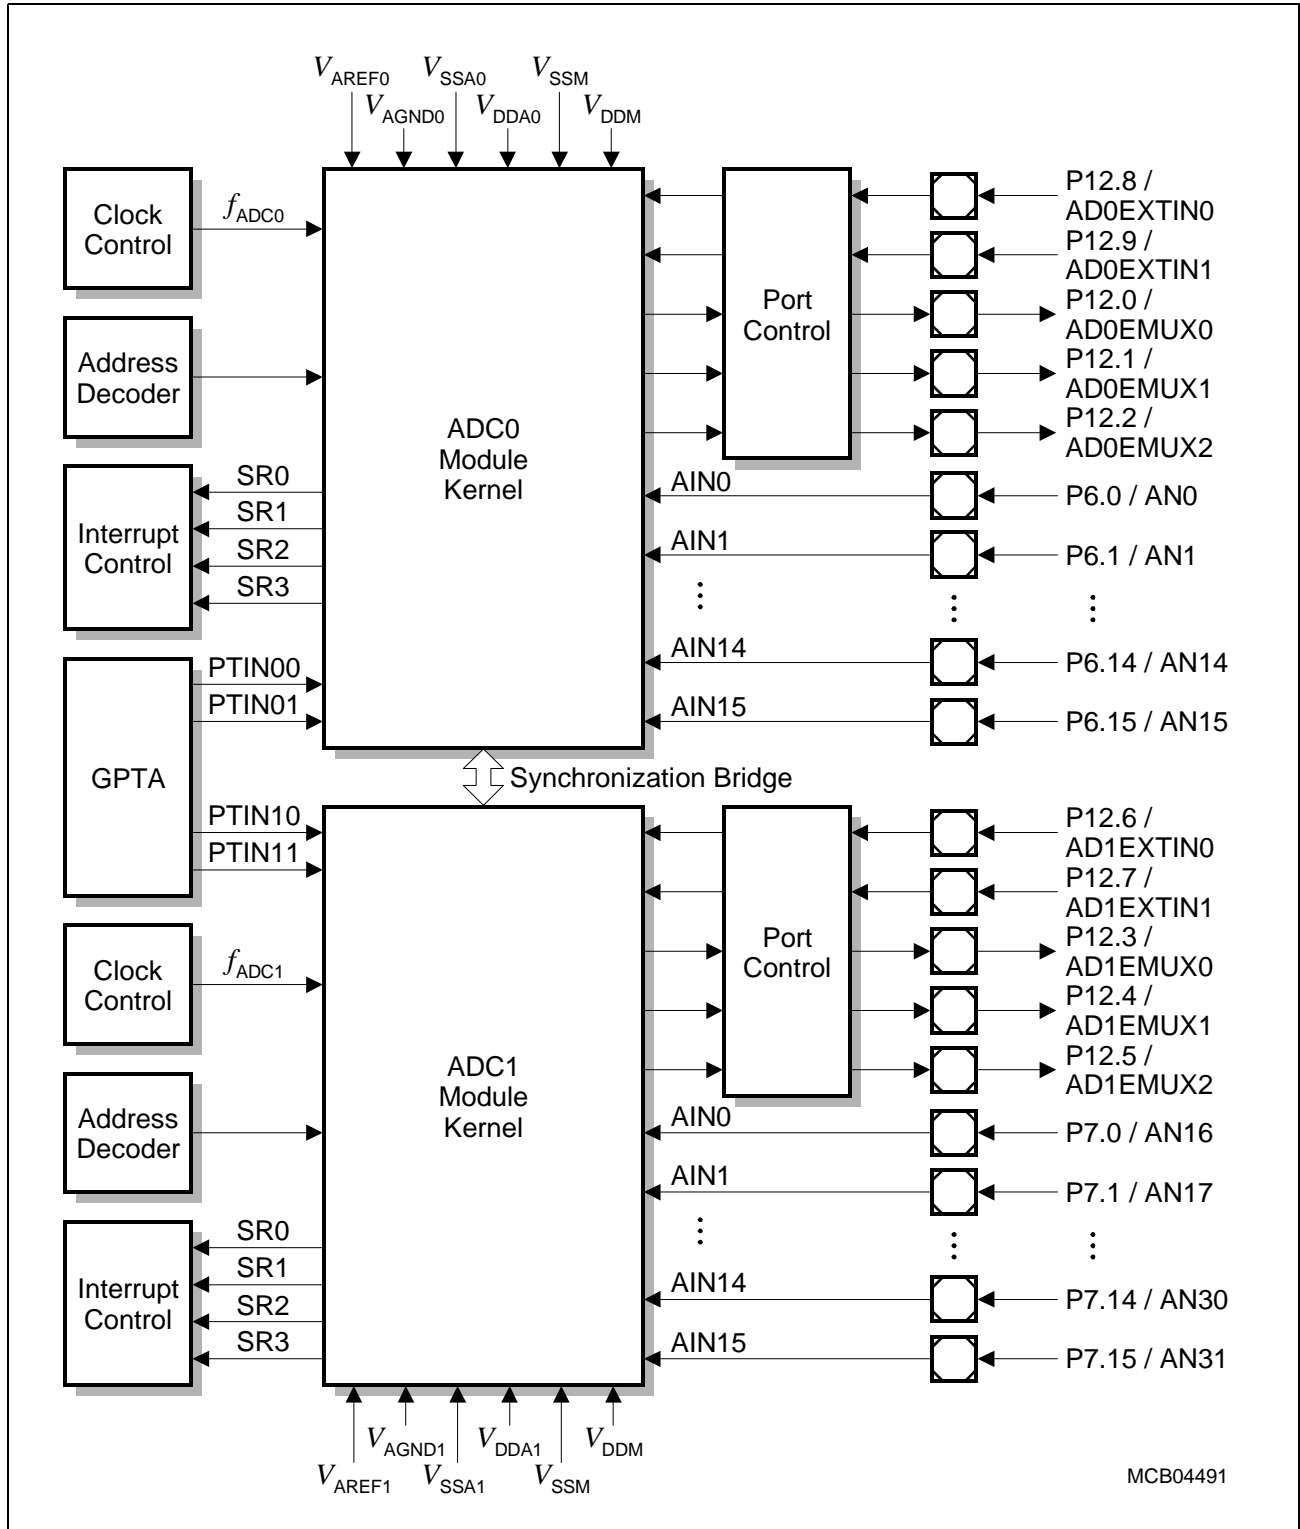 VAREF0 VSSA0 VSSM
VAGND0 VDDA0 VDDM
Clock
Control
fADC0
Address
Decoder
Interrupt
Control
SR0
SR1
SR2
SR3
GPTA
PTIN00
PTIN01
PTIN10
PTIN11
ADC0
Module
Kernel
Port
Control
P12.8 /
AD0EXTIN0
P12.9 /
AD0EXTIN1
P12.0 /
AD0EMUX0
P12.1 /
AD0EMUX1
P12.2 /
AD0EMUX2
AIN0
P6.0 / AN0
AIN1
P6.1 / AN1
AIN14
P6.14 / AN14
AIN15
P6.15 / AN15
Synchronization Bridge
Clock
Control
fADC1
Address
Decoder
Interrupt
Control
SR0
SR1
SR2
SR3
ADC1
Module
Kernel
Port
Control
P12.6 /
AD1EXTIN0
P12.7 /
AD1EXTIN1
P12.3 /
AD1EMUX0
P12.4 /
AD1EMUX1
P12.5 /
AD1EMUX2
AIN0
P7.0 / AN16
AIN1
P7.1 / AN17
AIN14
P7.14 / AN30
AIN15
P7.15 / AN31
VAGND1 VDDA1 VDDM
VAREF1 VSSA1 VSSM
MCB04491